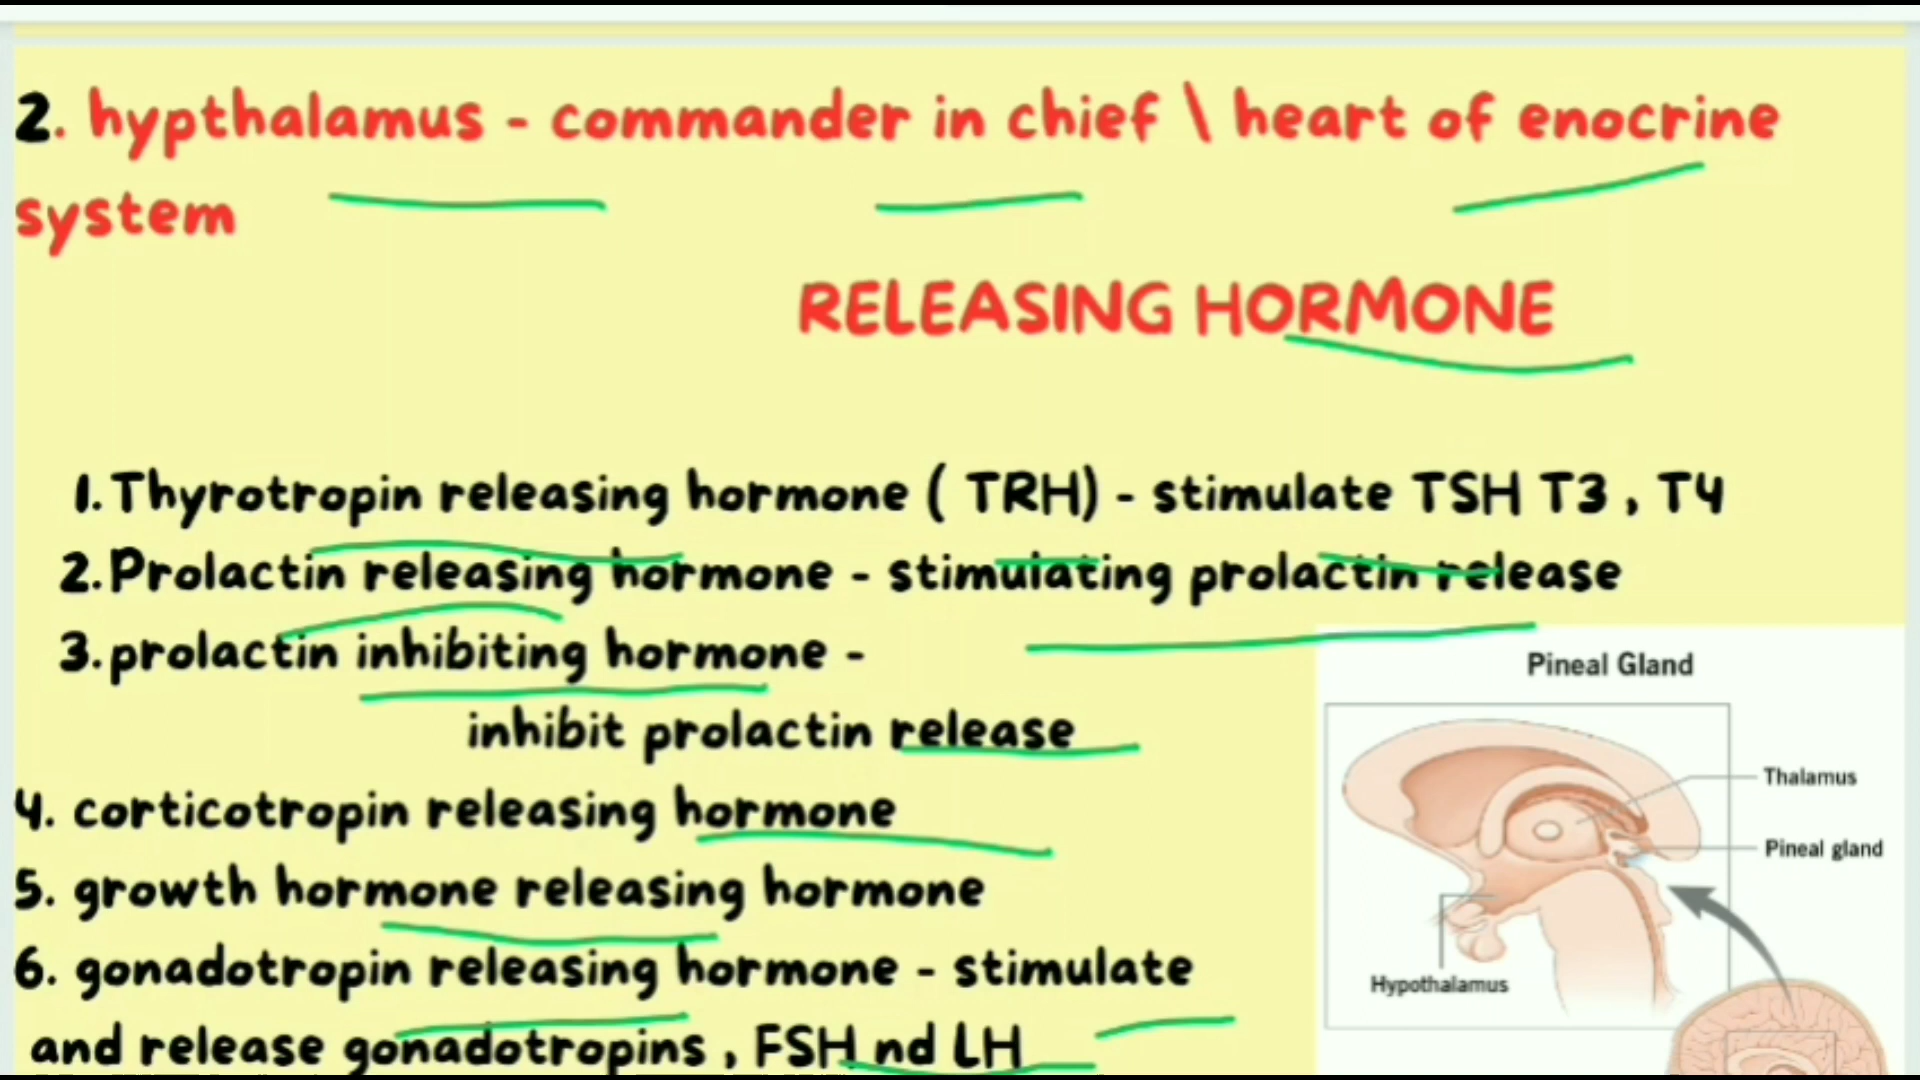 2. hypthalamus - commander in chief \ heart of enocrine
system
RELEASING HORMONE
1. Thyrotropin releasing hormone ( TRH) - stimulate TSH T3 , T4
2. Prolactin releasing hormone - stimulating prolactin release
3. prolactin inhibiting hormone -
inhibit prolactin release
4. corticotropin releasing hormone
5. growth hormone releasing hormone
6. gonadotropin releasing hormone - stimulate
and release gonadotropins , FSH nd LH
Pineal Gland
Thalamus
Pineal gland
Hypothalamus